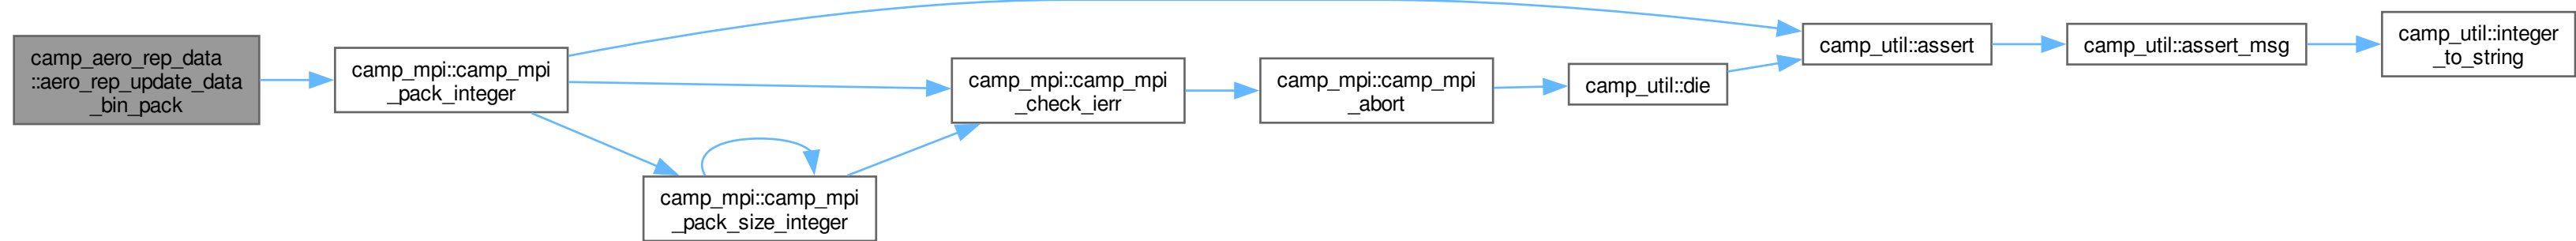 camp_aero_rep_data
::aero_rep_update_data
_bin_pack
camp_mpi::camp_mpi
_pack_integer
camp_mpi::camp_mpi
_pack_size_integer
camp_mpi::camp_mpi
_check_ierr
camp_mpi::camp_mpi
_abort
camp_util::die
camp_util::assert
camp_util::assert_msg
camp_util::integer
_to_string